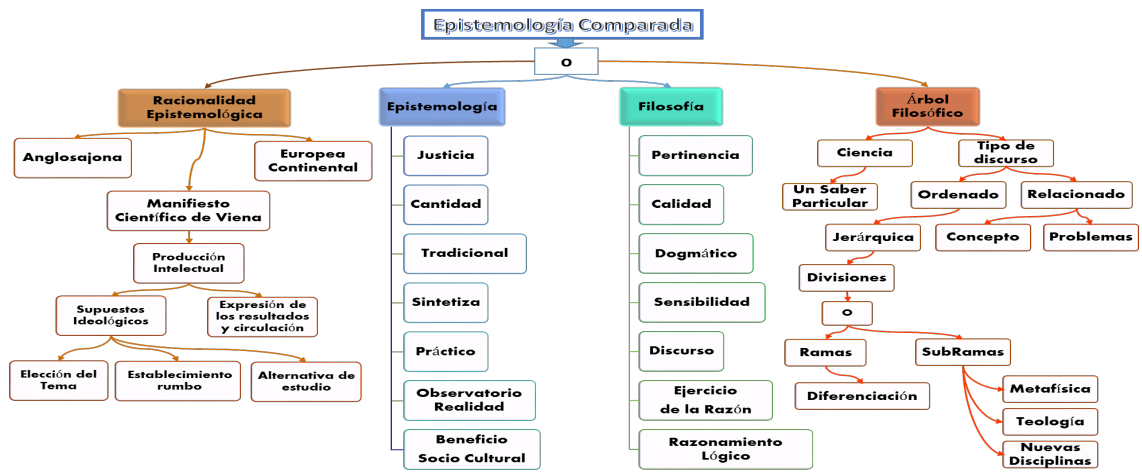 Epistemología Comparada
O
Racionalidad
Epistemológica
Anglosajona
Europea
Continental
Manifiesto
Científico de Viena
Producción
Intelectual
Supuestos
Ideológicos
Expresión de
los resultados
y circulación
Elección del
Tema
Establecimiento
rumbo
Alternativa de
estudio
Epistemología
Justicia
Cantidad
Tradicional
Sintetiza
Práctico
Observatorio
Realidad
Beneficio
Socio Cultural
Filosofía
Pertinencia
Calidad
Dogmático
Sensibilidad
Discurso
Ejercicio
de la Razón
Razonamiento
Lógico
Árbol
Filosófico
Ciencia
Un Saber
Particular
Tipo de
discurso
Ordenado
Relacionado
Jerárquica
Concepto
Problemas
Divisiones
O
Ramas
SubRamas
Diferenciación
Metafísica
Teología
Nuevas
Disciplinas